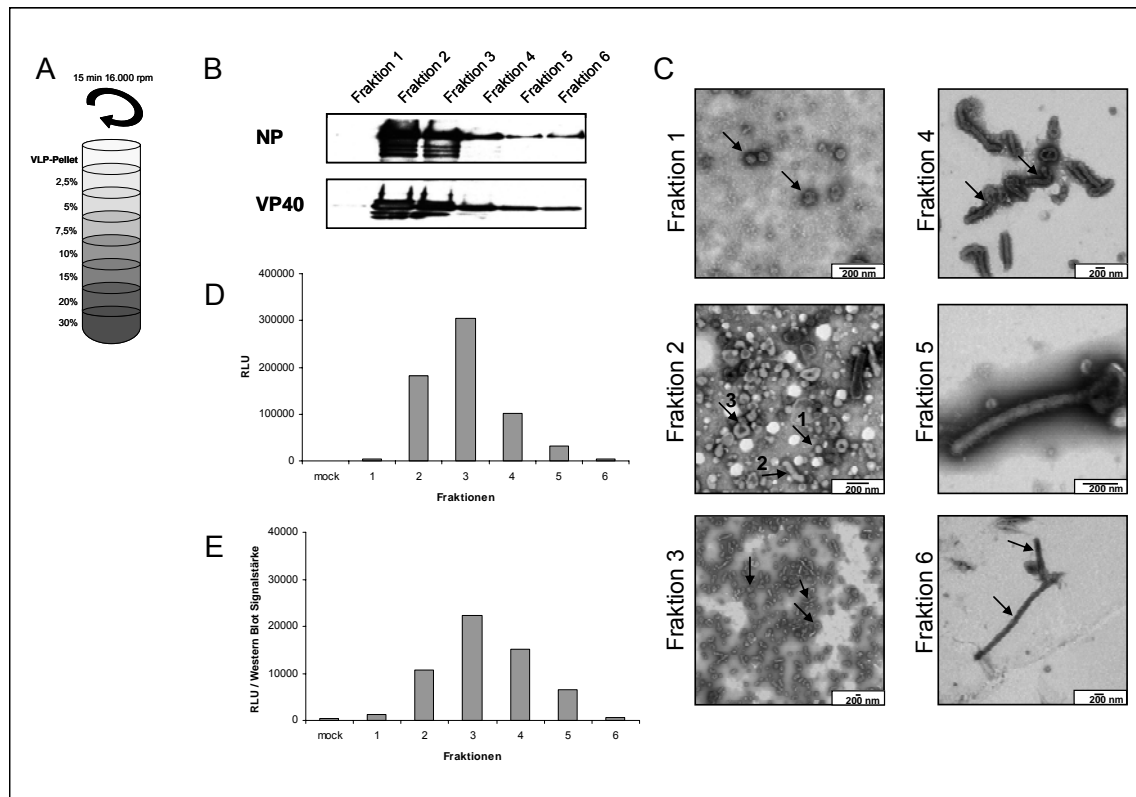 A
15 min 16.000 rpm
VLP-Pellet
2,5%
5%
7,5%
10%
15%
20%
30%
B
Fraktion 1
Fraktion 2
Fraktion 3
Fraktion 4
Fraktion 5
Fraktion 6
NP
VP40
C
Fraktion 1
200 nm
Fraktion 4
200 nm
Fraktion 2
3
1
2
200 nm
Fraktion 5
200 nm
Fraktion 3
200 nm
Fraktion 6
200 nm
D
400000
300000
200000
100000
0
RLU
mock 1 2 3 4 5 6
Fraktionen
E
40000
30000
20000
10000
0
RLU / Western Blot Signalstärke
mock 1 2 3 4 5 6
Fraktionen